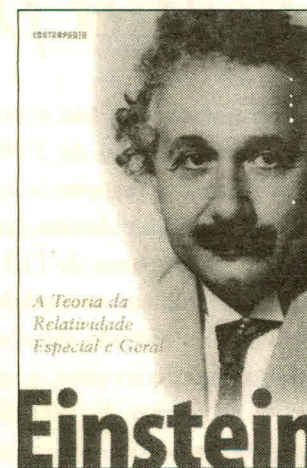 CONTRAPONTO
A Teoria da
Relatividade
Especial e Geral
Einstein